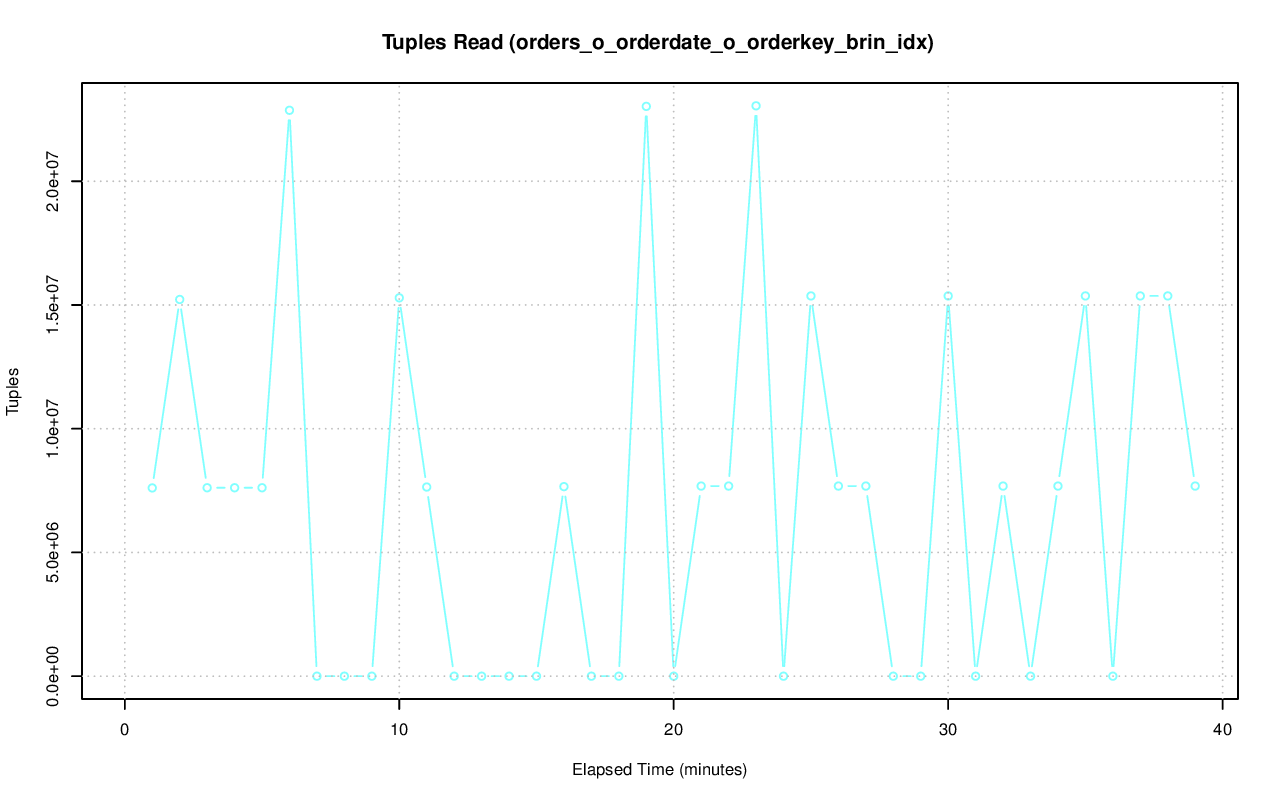 Tuples Read (orders_o_orderdate_o_orderkey_brin_idx)
2.0e+07
1.5e+07
1.0e+07
5.0e+06
0.0e+00
Tuples
0 10 20 30 40
Elapsed Time (minutes)